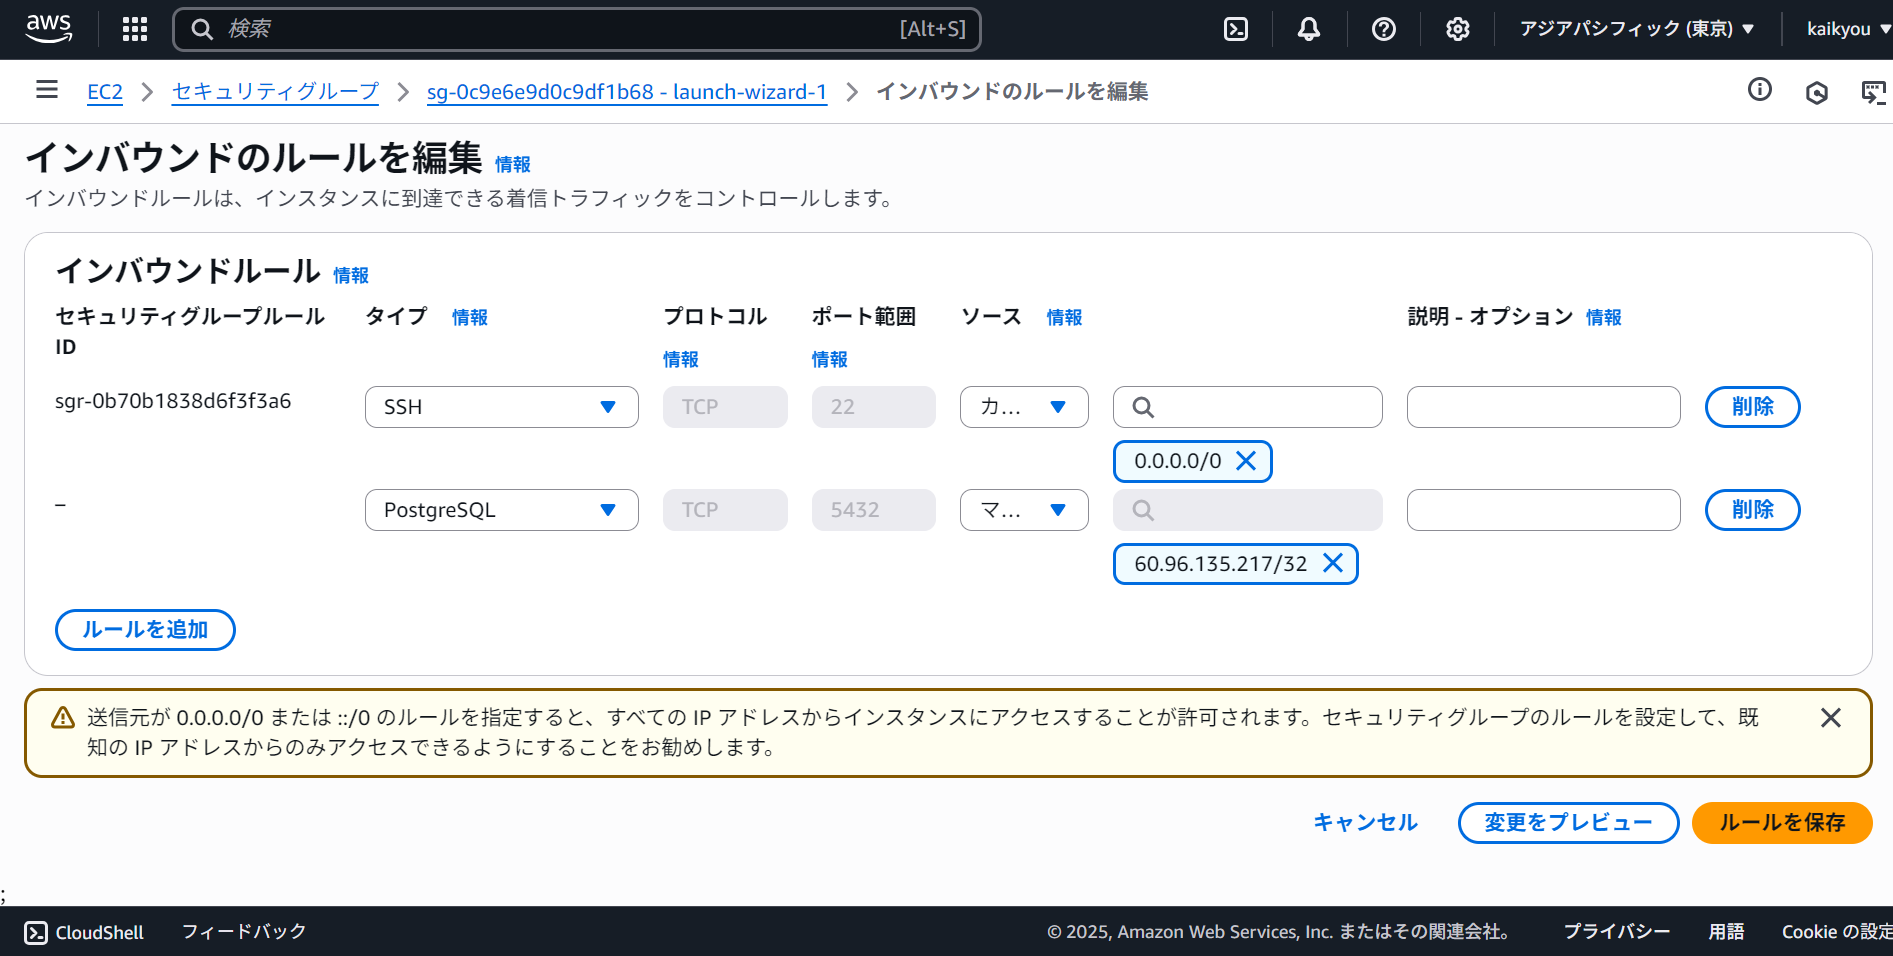 aws
検索
[Alt+S]
アジアパシフィック (東京)
kaikyou
EC2
セキュリティグループ
sg-0c9e6e9d0c9df1b68 - launch-wizard-1
インバウンドのルールを編集
インバウンドのルールを編集 情報
インバウンドルールは、インスタンスに到達できる着信トラフィックをコントロールします。
インバウンドルール 情報
セキュリティグループルール
ID
タイプ 情報
プロトコル
情報
ポート範囲
情報
ソース 情報
説明 - オプション 情報
sgr-0b70b1838d6f3f3a6
SSH
TCP
22
カ...
削除
0.0.0.0/0
–
PostgreSQL
TCP
5432
マ...
削除
60.96.135.217/32
ルールを追加
送信元が 0.0.0.0/0 または ::/0 のルールを指定すると、すべての IP アドレスからインスタンスにアクセスすることが許可されます。セキュリティグループのルールを設定して、既
知の IP アドレスからのみアクセスできるようにすることをお勧めします。
キャンセル
変更をプレビュー
ルールを保存
;
CloudShell
フィードバック
© 2025, Amazon Web Services, Inc. またはその関連会社。
プライバシー
用語
Cookie の設定